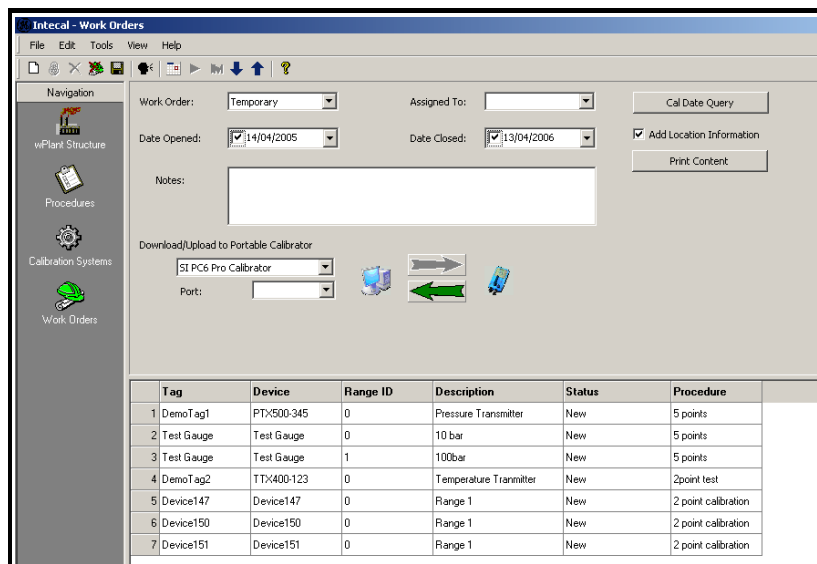 Intecal - Work Orders
File Edit Tools View Help
Navigation
wPlant Structure
Procedures
Calibration Systems
Work Orders
Work Order: Temporary Assigned To: Cal Date Query
Date Opened: 14/04/2005 Date Closed: 13/04/2006 Add Location Information
Print Content
Notes:
Download/Upload to Portable Calibrator
SI PC6 Pro Calibrator
Port:
Tag Device Range ID Description Status Procedure
1 DemoTag1 PTX500-345 0 Pressure Transmitter New 5 points
2 Test Gauge Test Gauge 0 10 bar New 5 points
3 Test Gauge Test Gauge 1 100bar New 5 points
4 DemoTag2 TTX400-123 0 Temperature Tranmitter New 2point test
5 Device147 Device147 0 Range 1 New 2 point calibration
6 Device150 Device150 0 Range 1 New 2 point calibration
7 Device151 Device151 0 Range 1 New 2 point calibration